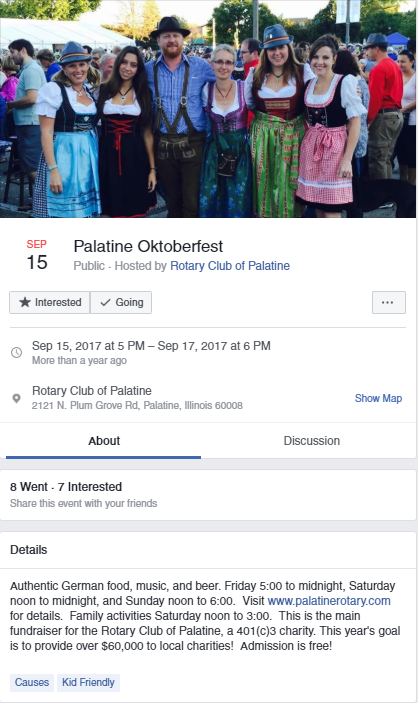 SEP
15
Palatine Oktoberfest
Public · Hosted by Rotary Club of Palatine
Interested
Going
Sep 15, 2017 at 5 PM – Sep 17, 2017 at 6 PM
More than a year ago
Rotary Club of Palatine
2121 N. Plum Grove Rd, Palatine, Illinois 60008
Show Map
About
Discussion
8 Went · 7 Interested
Share this event with your friends
Details
Authentic German food, music, and beer. Friday 5:00 to midnight, Saturday
noon to midnight, and Sunday noon to 6:00.  Visit www.palatinerotary.com
for details.  Family activities Saturday noon to 3:00.  This is the main
fundraiser for the Rotary Club of Palatine, a 401(c)3 charity. This year's goal
is to provide over $60,000 to local charities!  Admission is free!
Causes
Kid Friendly